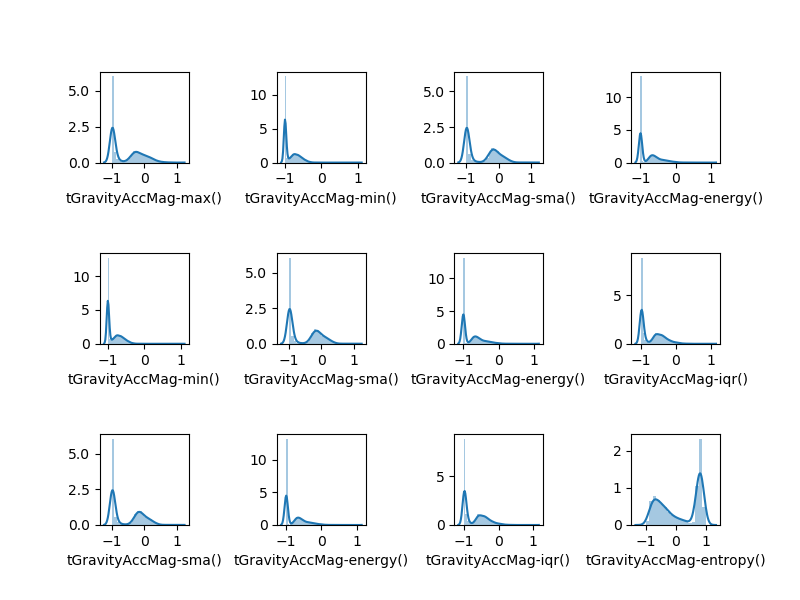 5.0
2.5
0.0
−1 0 1
tGravityAccMag-max()
10
5
0
−1 0 1
tGravityAccMag-min()
5.0
2.5
0.0
−1 0 1
tGravityAccMag-sma()
10
5
0
−1 0 1
tGravityAccMag-energy()
10
5
0
−1 0 1
tGravityAccMag-min()
5.0
2.5
0.0
−1 0 1
tGravityAccMag-sma()
10
5
0
−1 0 1
tGravityAccMag-energy()
5
0
−1 0 1
tGravityAccMag-iqr()
5.0
2.5
0.0
−1 0 1
tGravityAccMag-sma()
10
5
0
−1 0 1
tGravityAccMag-energy()
5
0
−1 0 1
tGravityAccMag-iqr()
2
1
0
−1 0 1
tGravityAccMag-entropy()